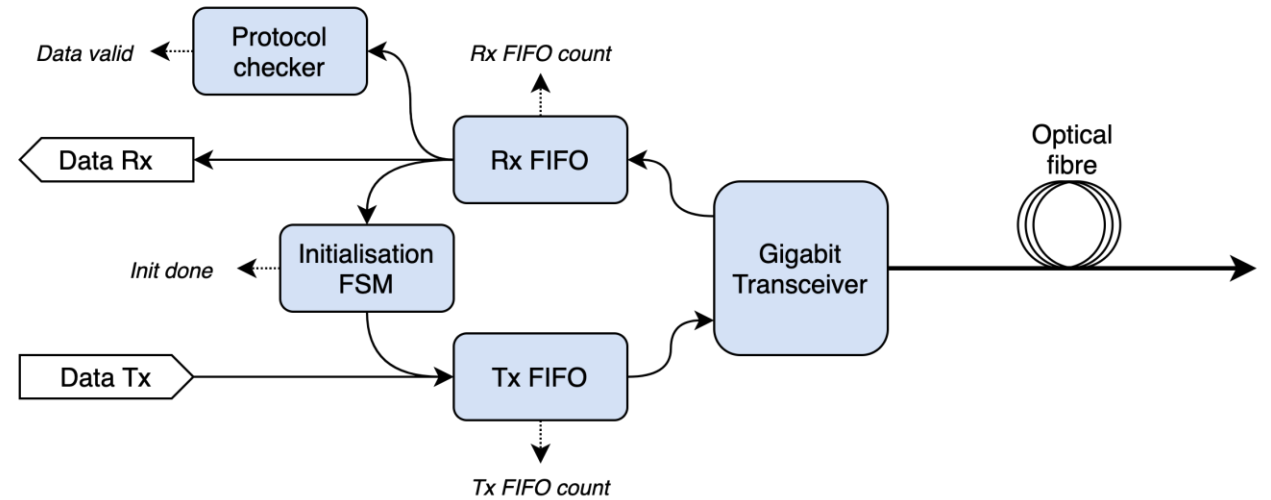 Protocol
checker
Data valid
Rx FIFO count
Optical
fibre
Data Rx
Rx FIFO
Initialisation
FSM
Init done
Gigabit
Transceiver
Data Tx
Tx FIFO
Tx FIFO count